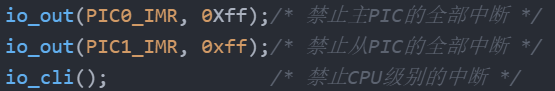 io_out(PIC0_IMR, 0Xff);/* 禁止主PIC的全部中断 */
io_out(PIC1_IMR, 0xff);/* 禁止从PIC的全部中断 */
io_cli(); /* 禁止CPU级别的中断 */